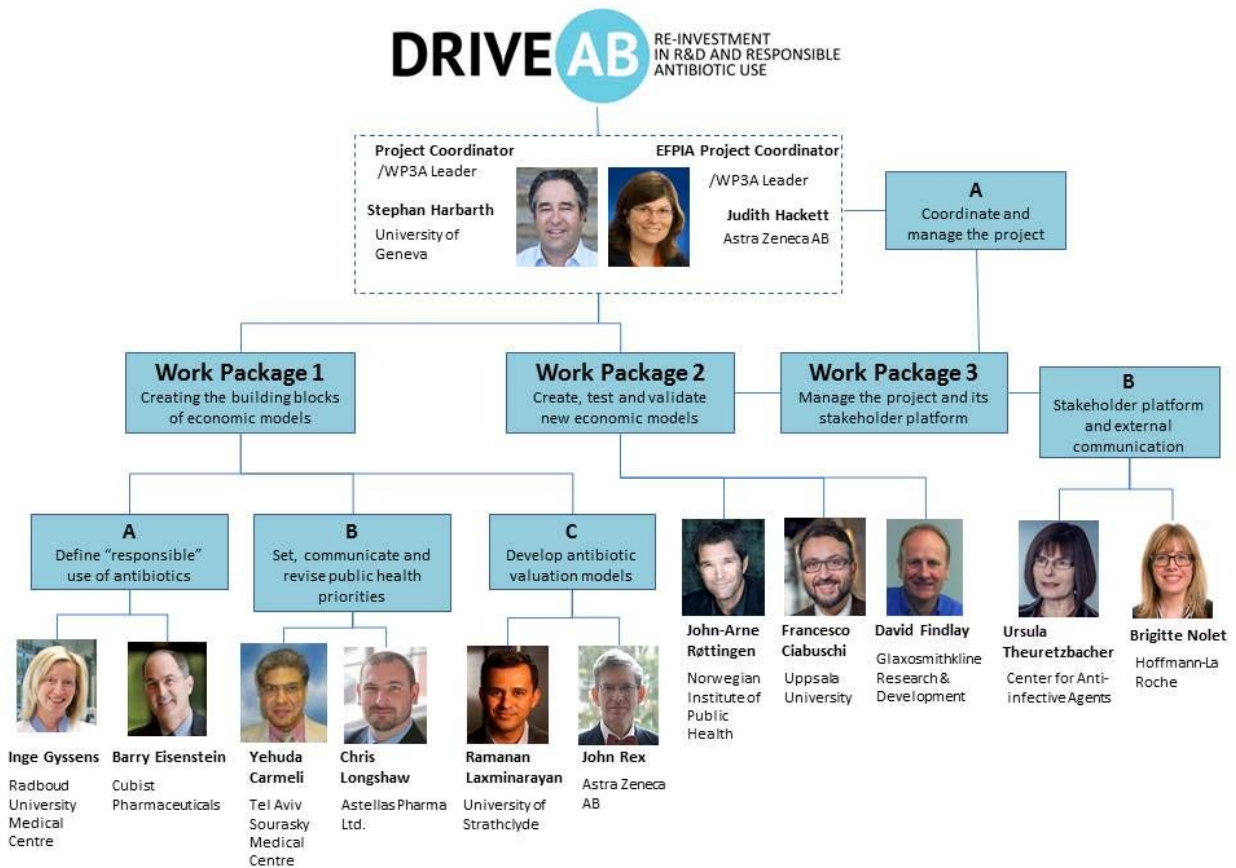 DRIVE AB
RE-INVESTMENT
IN R&D AND RESPONSIBLE
ANTIBIOTIC USE
Project Coordinator
/WP3A Leader
Stephan Harbarth
University of
Geneva
EFPIA Project Coordinator
/WP3A Leader
Judith Hackett
Astra Zeneca AB
A
Coordinate and
manage the project
Work Package 1
Creating the building blocks
of economic models
Work Package 2
Create, test and validate
new economic models
Work Package 3
Manage the project and its
stakeholder platform
B
Stakeholder platform
and external
communication
A
Define “responsible”
use of antibiotics
B
Set, communicate and
revise public health
priorities
C
Develop antibiotic
valuation models
Inge Gyssens
Radboud
University
Medical
Centre
Barry Eisenstein
Cubist
Pharmaceuticals
Yehuda
Carmeli
Tel Aviv
Sourasky
Medical
Centre
Chris
Longshaw
Astellas Pharma
Ltd.
Ramanan
Laxminarayan
University of
Strathclyde
John Rex
Astra Zeneca
AB
John-Arne
Røttingen
Norwegian
Institute of
Public
Health
Francesco
Ciabuschi
Uppsala
University
David Findlay
Glaxosmithkline
Research &
Development
Ursula
Theuretzbacher
Center for Anti-
infective Agents
Brigitte Nolet
Hoffmann-La
Roche